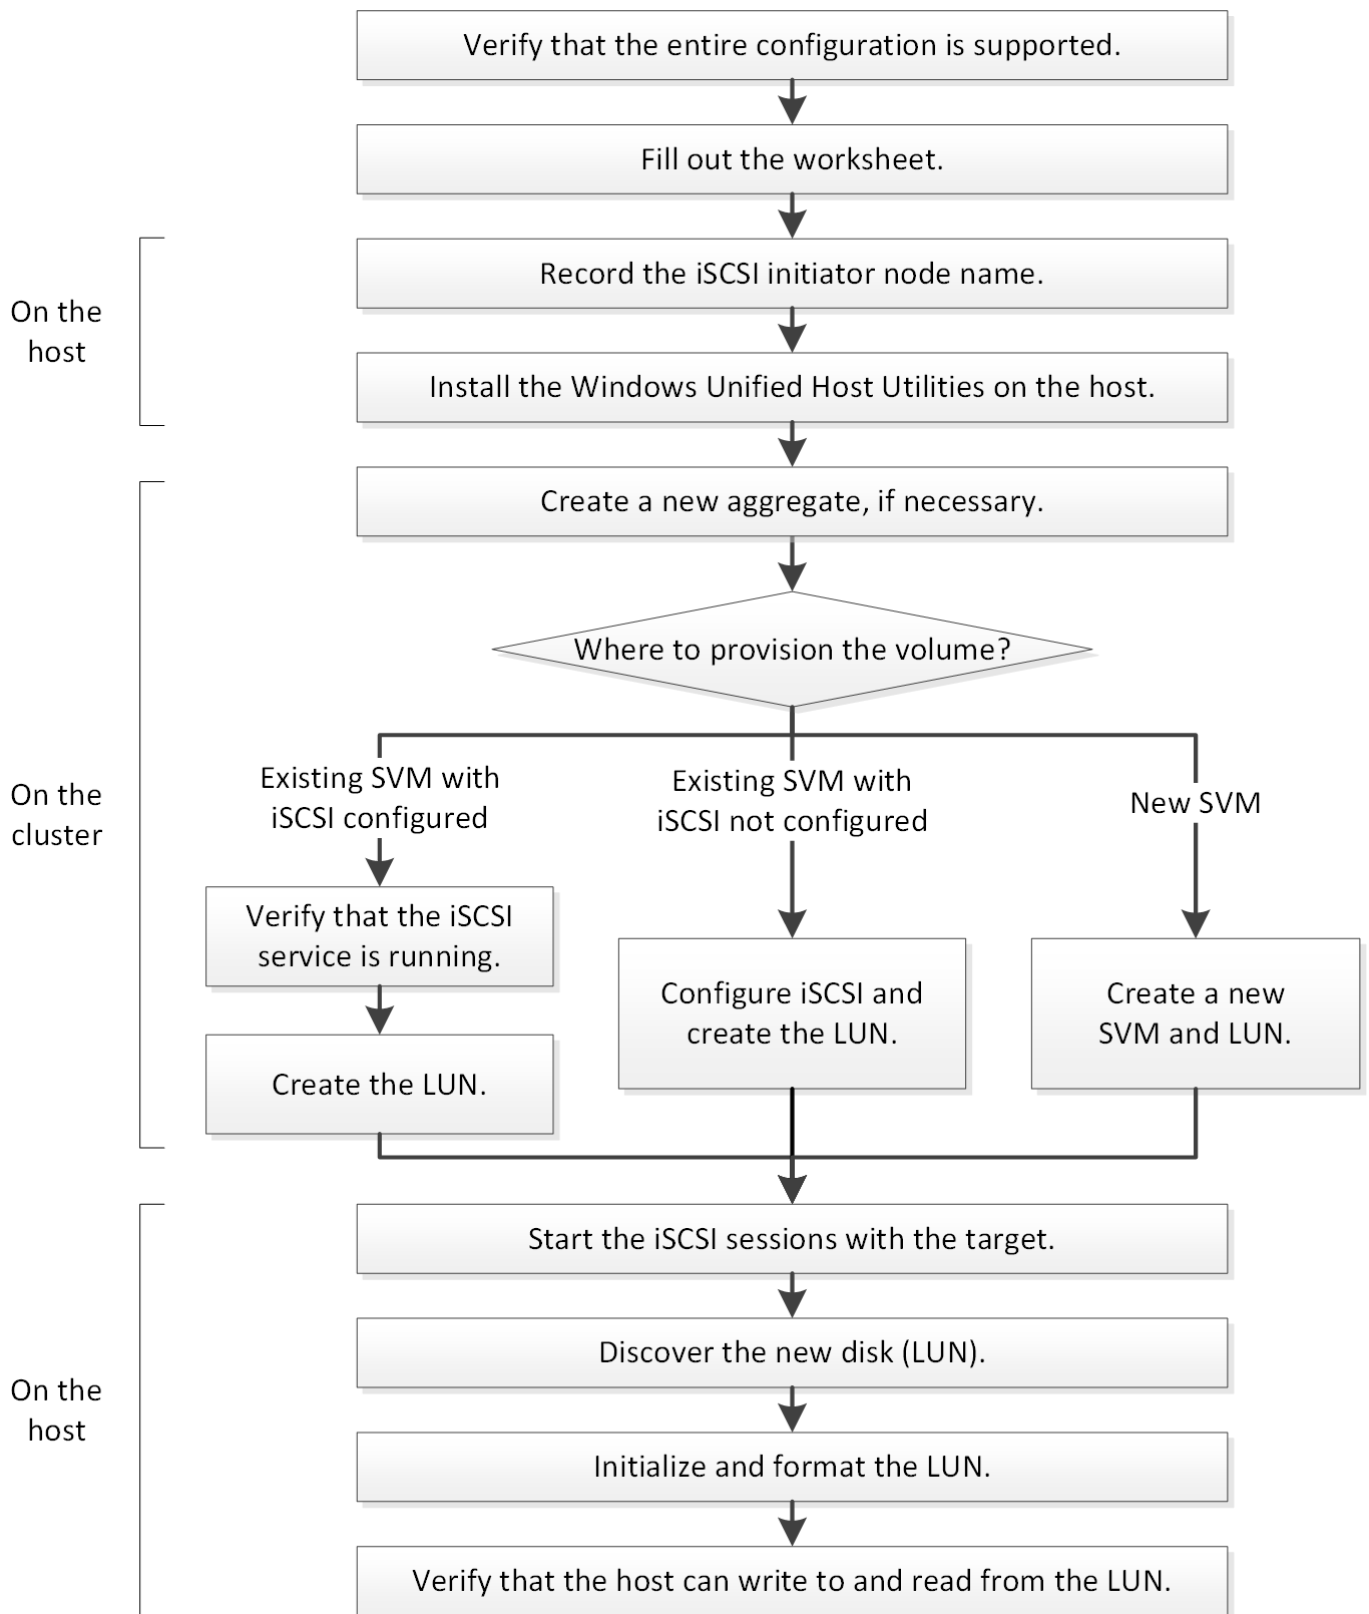 Verify that the entire configuration is supported.
Fill out the worksheet.
On the
host
Record the iSCSI initiator node name.
Install the Windows Unified Host Utilities on the host.
On the
cluster
Create a new aggregate, if necessary.
Where to provision the volume?
Existing SVM with
iSCSI configured
Existing SVM with
iSCSI not configured
New SVM
Verify that the iSCSI
service is running.
Create the LUN.
Configure iSCSI and
create the LUN.
Create a new
SVM and LUN.
On the
host
Start the iSCSI sessions with the target.
Discover the new disk (LUN).
Initialize and format the LUN.
Verify that the host can write to and read from the LUN.